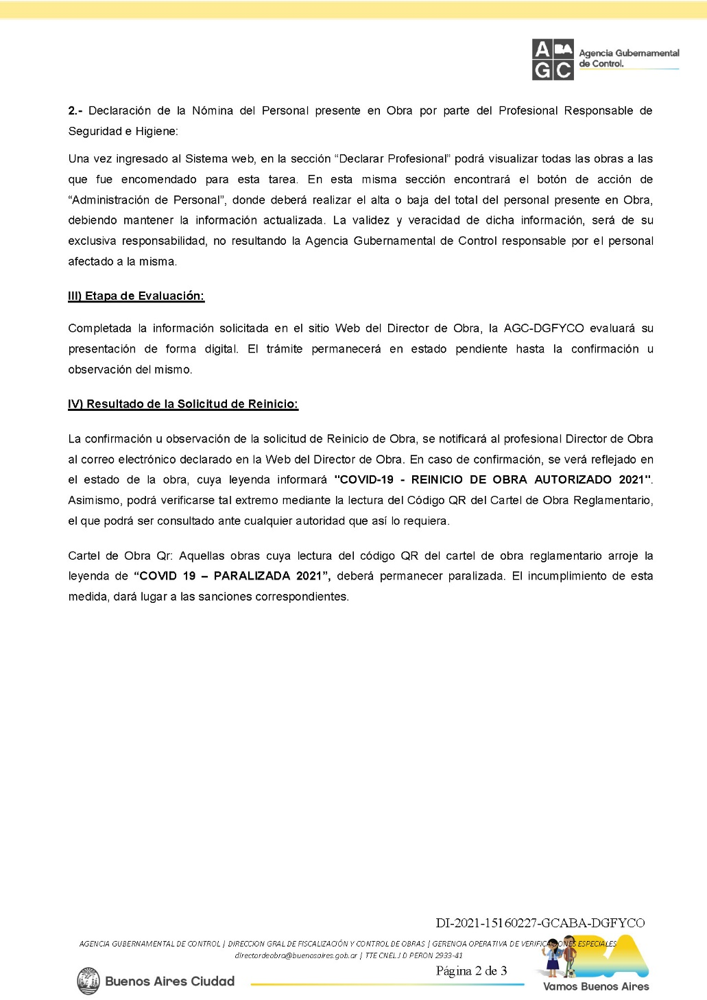 A BA
G C
Agencia Gubernamental
de Control.
2.- Declaración de la Nómina del Personal presente en Obra por parte del Profesional Responsable de
Seguridad e Higiene:
Una vez ingresado al Sistema web, en la sección “Declarar Profesional” podrá visualizar todas las obras a las
que fue encomendado para esta tarea. En esta misma sección encontrará el botón de acción de
“Administración de Personal”, donde deberá realizar el alta o baja del total del personal presente en Obra,
debiendo mantener la información actualizada. La validez y veracidad de dicha información, será de su
exclusiva responsabilidad, no resultando la Agencia Gubernamental de Control responsable por el personal
afectado a la misma.
III) Etapa de Evaluación:
Completada la información solicitada en el sitio Web del Director de Obra, la AGC-DGFYCO evaluará su
presentación de forma digital. El trámite permanecerá en estado pendiente hasta la confirmación u
observación del mismo.
IV) Resultado de la Solicitud de Reinicio:
La confirmación u observación de la solicitud de Reinicio de Obra, se notificará al profesional Director de Obra
al correo electrónico declarado en la Web del Director de Obra. En caso de confirmación, se verá reflejado en
el estado de la obra, cuya leyenda informará "COVID-19 - REINICIO DE OBRA AUTORIZADO 2021".
Asimismo, podrá verificarse tal extremo mediante la lectura del Código QR del Cartel de Obra Reglamentario,
el que podrá ser consultado ante cualquier autoridad que así lo requiera.
Cartel de Obra Qr: Aquellas obras cuya lectura del código QR del cartel de obra reglamentario arroje la
leyenda de “COVID 19 – PARALIZADA 2021”, deberá permanecer paralizada. El incumplimiento de esta
medida, dará lugar a las sanciones correspondientes.
DI-2021-15160227-GCABA-DGFYCO
AGENCIA GUBERNAMENTAL DE CONTROL | DIRECCION GRAL DE FISCALIZACIÓN Y CONTROL DE OBRAS | GERENCIA OPERATIVA DE VERIFICACIONES ESPECIALES
directordeobra@buenosaires.gob.ar | TTE CNEL J D PERON 2933-41
Página 2 de 3
BA
Buenos Aires Ciudad
Vamos Buenos Aires